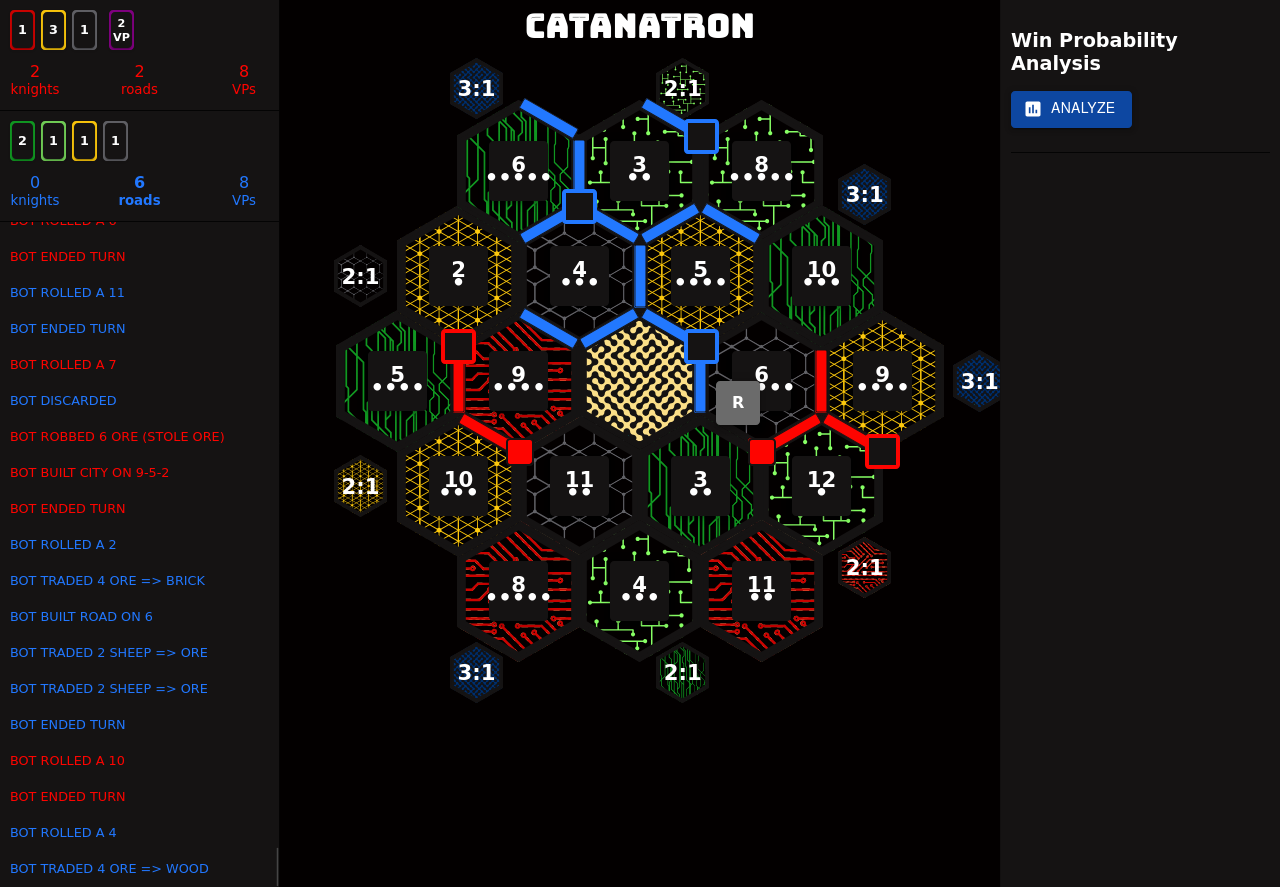 1 3 1 2 VP
2 knights 2 roads 8 VPs
2 1 1 1
0 knights 6 roads 8 VPs
BOT ENDED TURN
BOT ROLLED A 11
BOT ENDED TURN
BOT ROLLED A 7
BOT DISCARDED
BOT ROBBED 6 ORE (STOLE ORE)
BOT BUILT CITY ON 9-5-2
BOT ENDED TURN
BOT ROLLED A 2
BOT TRADED 4 ORE => BRICK
BOT BUILT ROAD ON 6
BOT TRADED 2 SHEEP => ORE
BOT TRADED 2 SHEEP => ORE
BOT ENDED TURN
BOT ROLLED A 10
BOT ENDED TURN
BOT ROLLED A 4
BOT TRADED 4 ORE => WOOD
CATANATRON
3:1 2:1
6 3 8
3:1
2:1 2 4 5 10
5 9 6 9 3:1
R
2:1 10 11 3 12
8 4 11 2:1
3:1 2:1
Win Probability
Analysis
ANALYZE